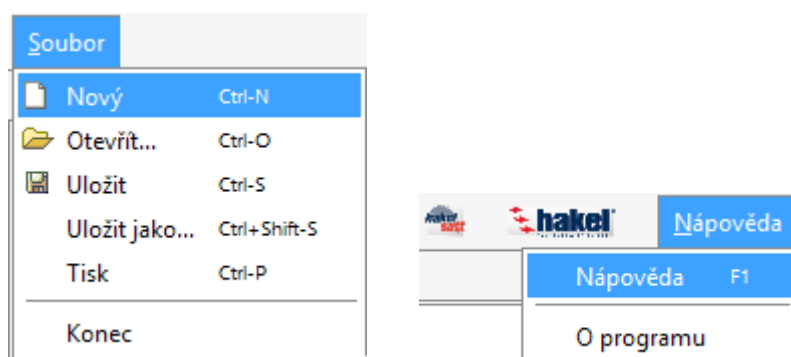 Soubor
Nový Ctrl-N
Otevřít... Ctrl-O
Uložit Ctrl-S
Uložit jako... Ctrl+Shift-S
Tisk Ctrl-P
Konec
hakel Nápověda
Nápověda F1
O programu